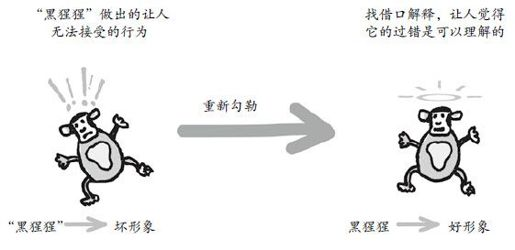 “黑猩猩”做出的让人
无法接受的行为
找借口解释，让人觉得
它的过错是可以理解的
重新勾勒
“黑猩猩” 坏形象
黑猩猩 好形象